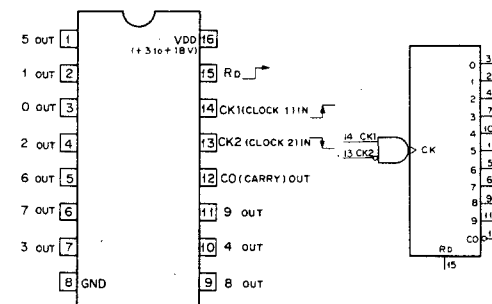 5 OUT 1
1 OUT 2
0 OUT 3
2 OUT 4
6 OUT 5
7 OUT 6
3 OUT 7
8 GND
VDD 16
(+3 to +18V)
15 RD
14 CK1 (CLOCK 1) IN
13 CK2 (CLOCK 2) IN
12 CO (CARRY) OUT
11 9 OUT
10 4 OUT
9 8 OUT
14 CK1
13 CK2
CK
0 3
1 2
2 4
3 7
4 10
5 1
6 5
7 6
8 9
9 11
CO
RD
15